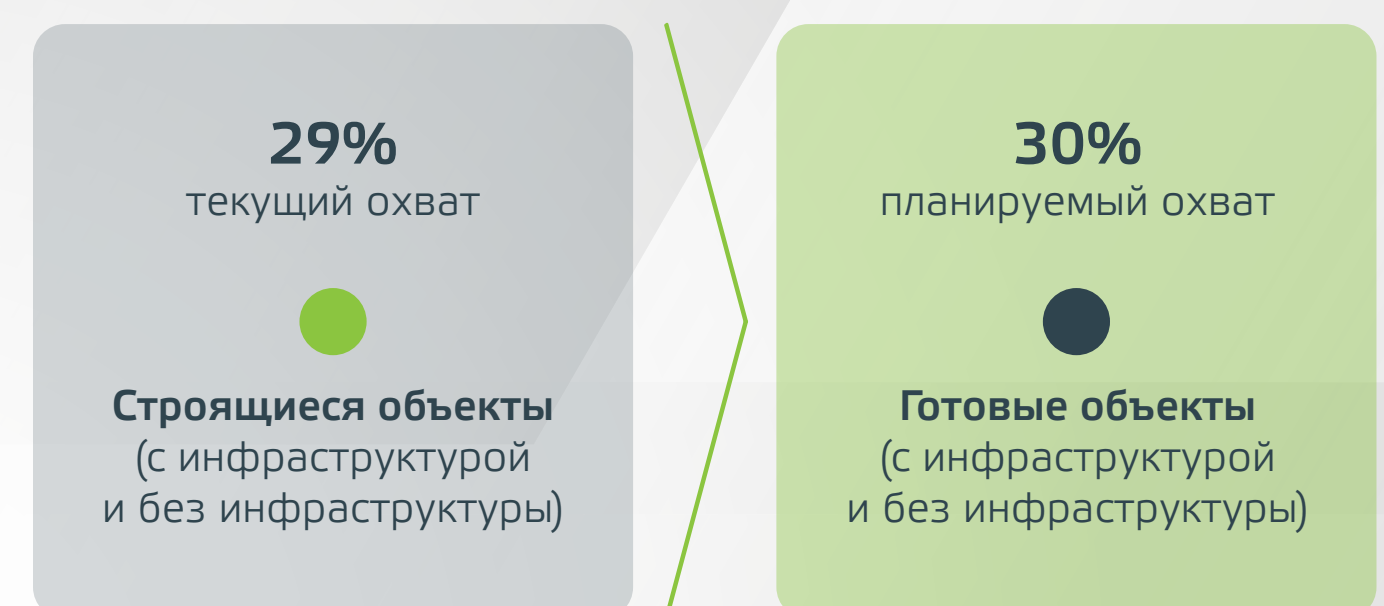 29%
текущий охват
Строящиеся объекты
(с инфраструктурой
и без инфраструктуры)
30%
планируемый охват
Готовые объекты
(с инфраструктурой
и без инфраструктуры)